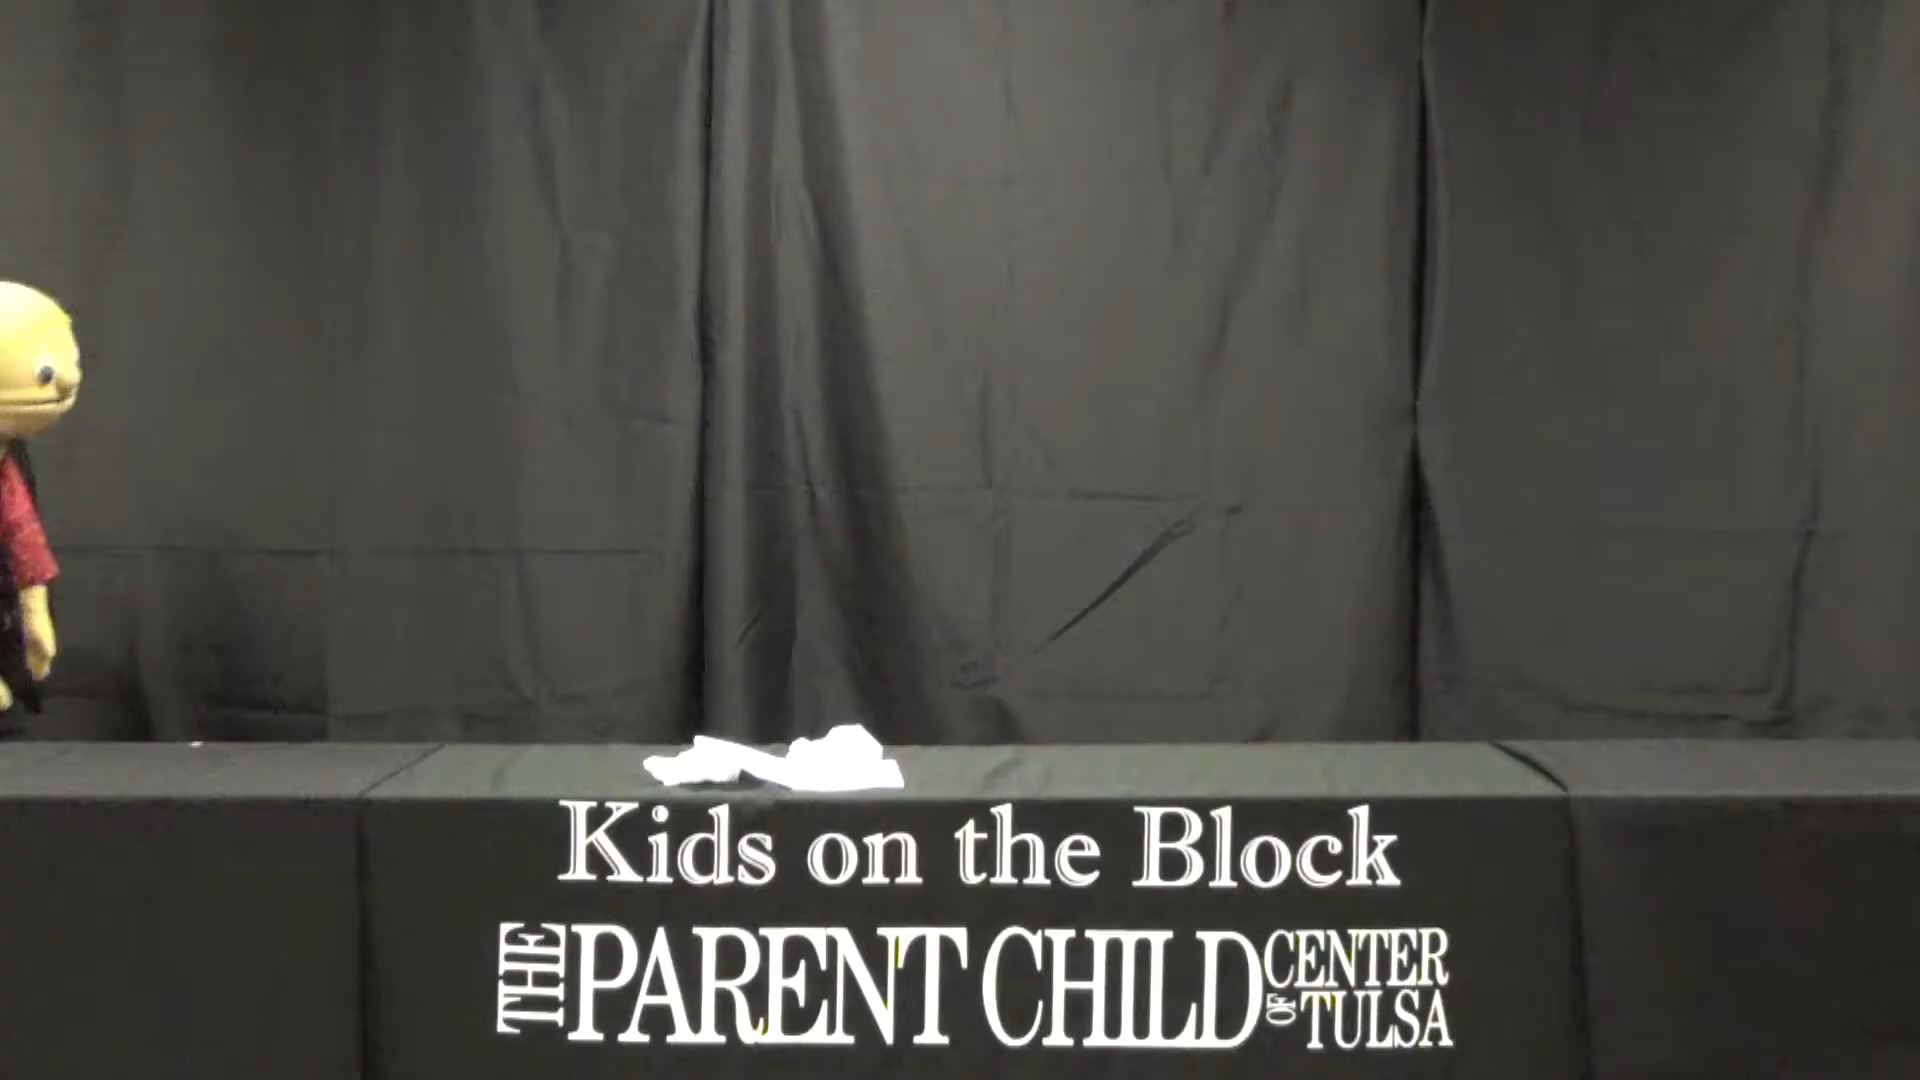 Kids on the Block
THE PARENT CHILD CENTER OF TULSA